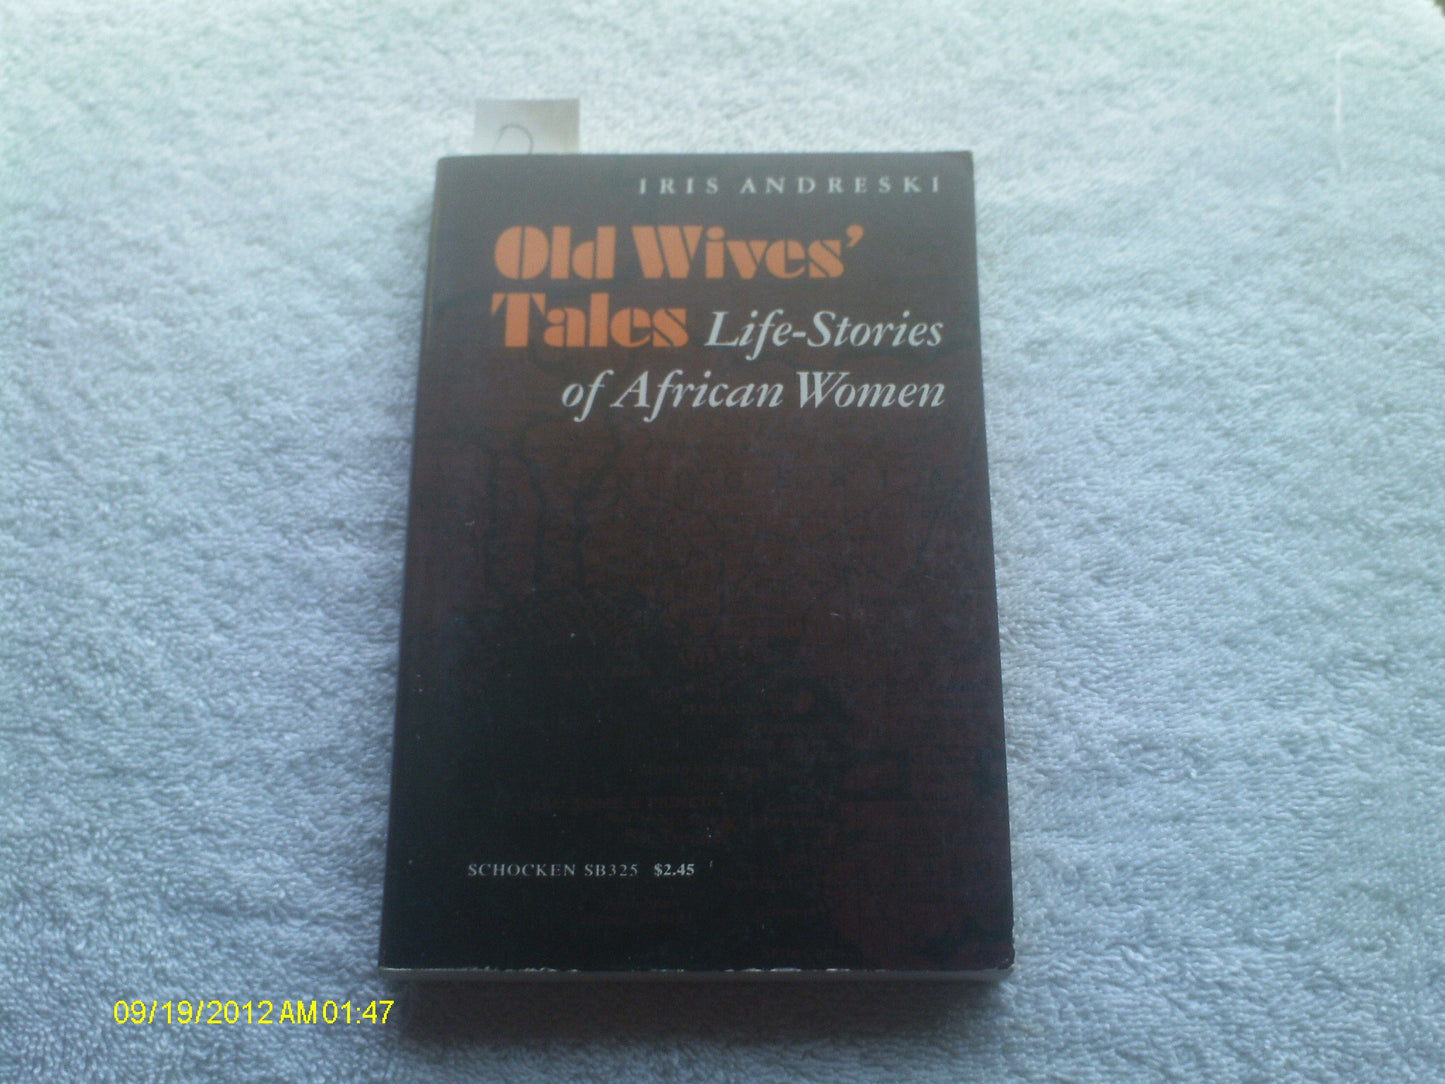 IRIS ANDRESKI
Old Wives'
Tales Life-Stories
of African Women
SCHOCKEN SB325 $2.45
09/19/2012 AM 01:47